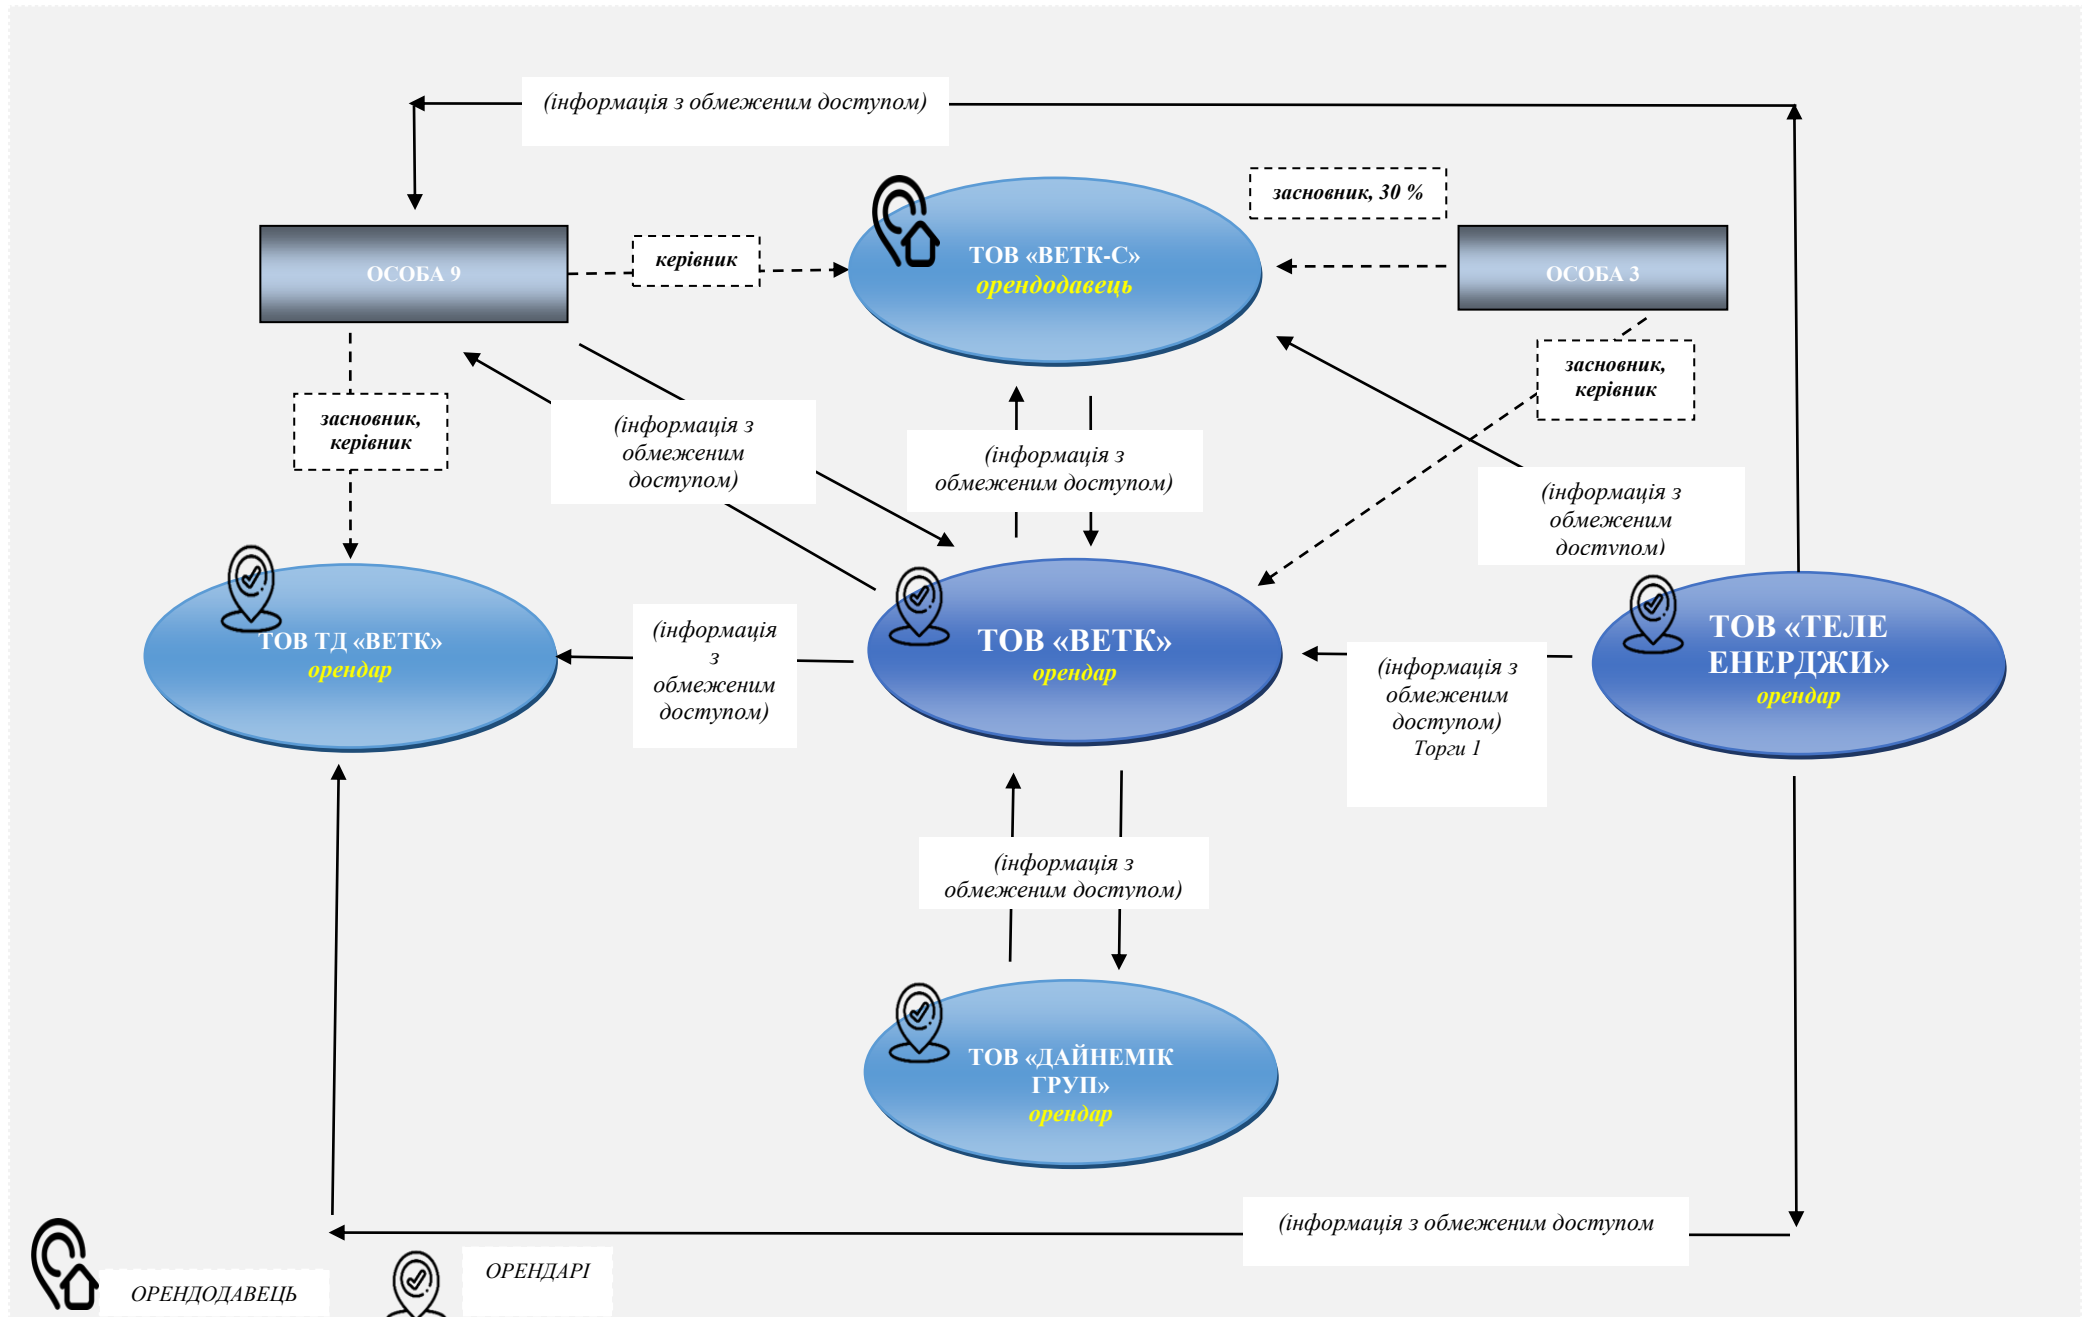 (інформація з обмеженим доступом)
засновник, 30 %
ОСОБА 9
керівник
ТОВ «ВЕТК-С»
орендодавець
ОСОБА 3
засновник,
керівник
засновник,
керівник
(інформація з
обмеженим
доступом)
(інформація з
обмеженим доступом)
(інформація з
обмеженим
доступом)
ТОВ ТД «ВЕТК»
орендар
(інформація
з
обмеженим
доступом)
ТОВ «ВЕТК»
орендар
(інформація з
обмеженим
доступом)
Торги 1
ТОВ «ТЕЛЕ
ЕНЕРДЖИ»
орендар
(інформація з
обмеженим доступом)
ТОВ «ДАЙНЕМІК
ГРУП»
орендар
(інформація з обмеженим доступом
ОРЕНДОДАВЕЦЬ
ОРЕНДАРІ